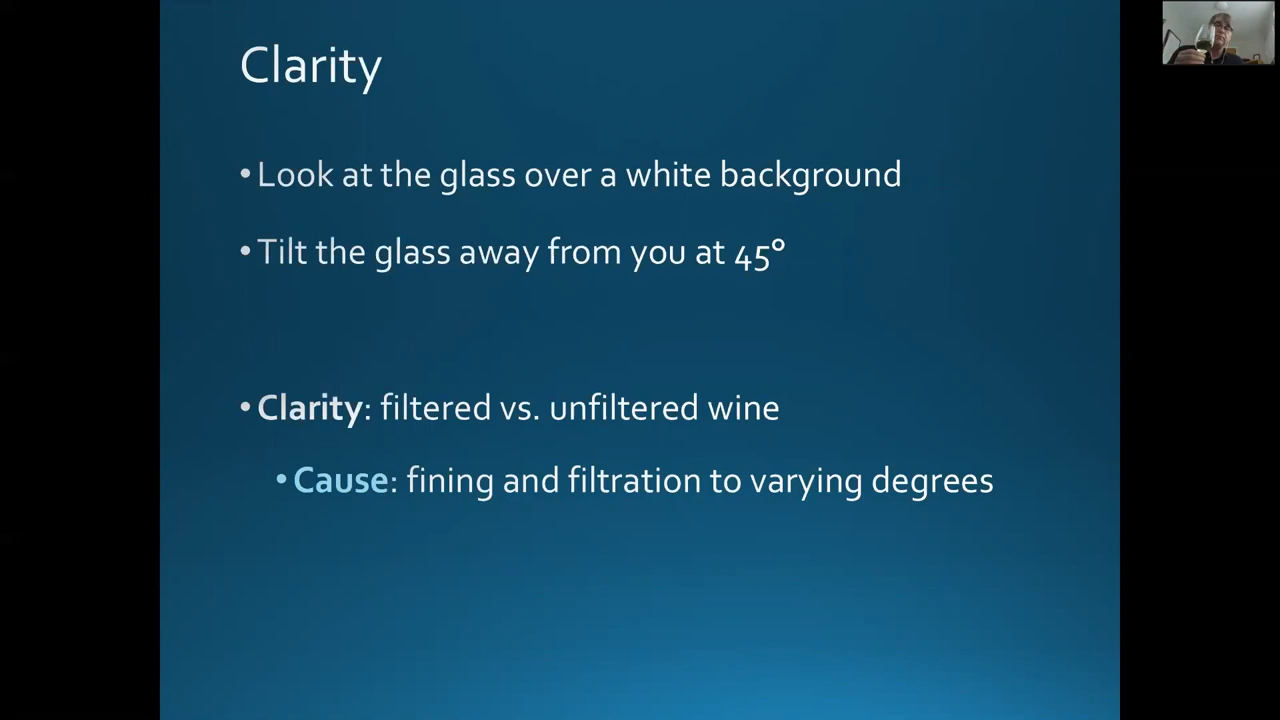 Clarity
•Look at the glass over a white background
•Tilt the glass away from you at 45°
•Clarity: filtered vs. unfiltered wine
•Cause: fining and filtration to varying degrees